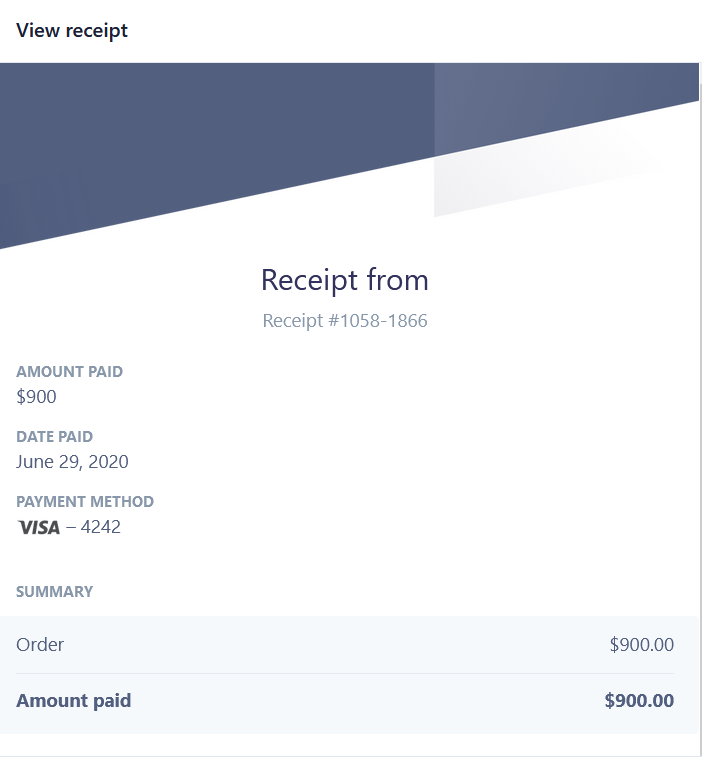 View receipt
Receipt from
Receipt #1058-1866
AMOUNT PAID
$900
DATE PAID
June 29, 2020
PAYMENT METHOD
VISA – 4242
SUMMARY
Order $900.00
Amount paid $900.00